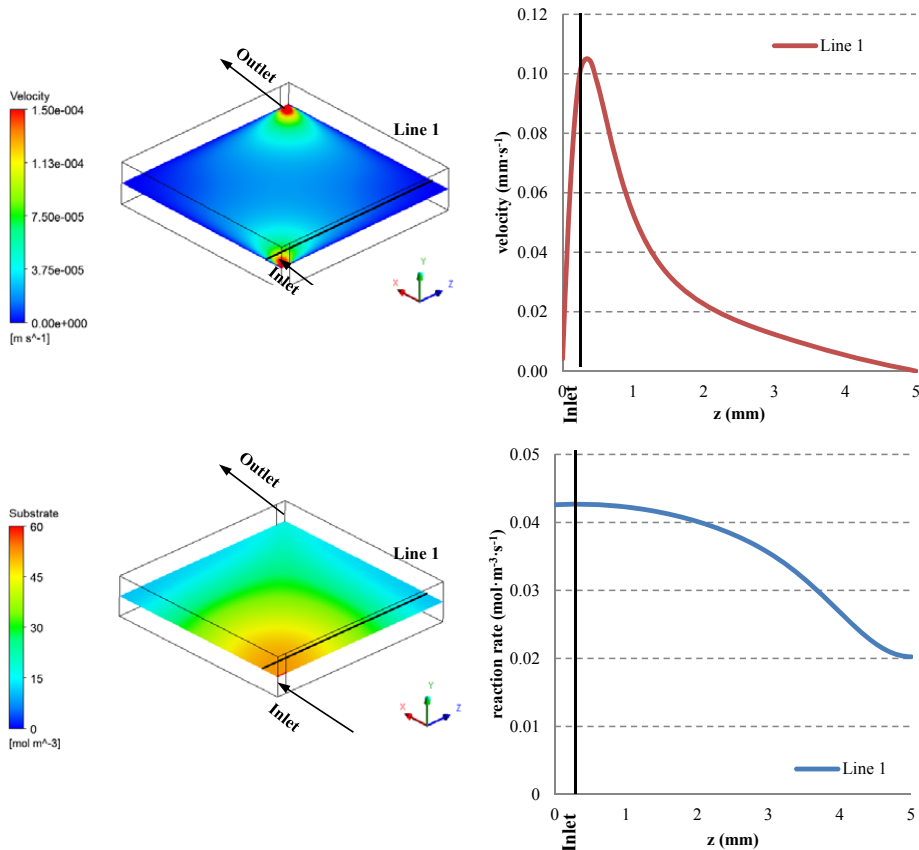 Velocity
1.50e-004
1.13e-004
7.50e-005
3.75e-005
0.00e+000
[m s^-1]
Outlet
Line 1
Inlet
X
Y
Z
0.12
0.10
0.08
0.06
0.04
0.02
0.00
velocity (mm·s⁻¹)
Line 1
0 1 2 3 4 5
Inlet
z (mm)
Substrate
60
45
30
15
0
[mol m^-3]
Outlet
Line 1
Inlet
X
Y
Z
0.05
0.04
0.03
0.02
0.01
0
reaction rate (mol·m⁻³·s⁻¹)
Line 1
0 1 2 3 4 5
Inlet
z (mm)